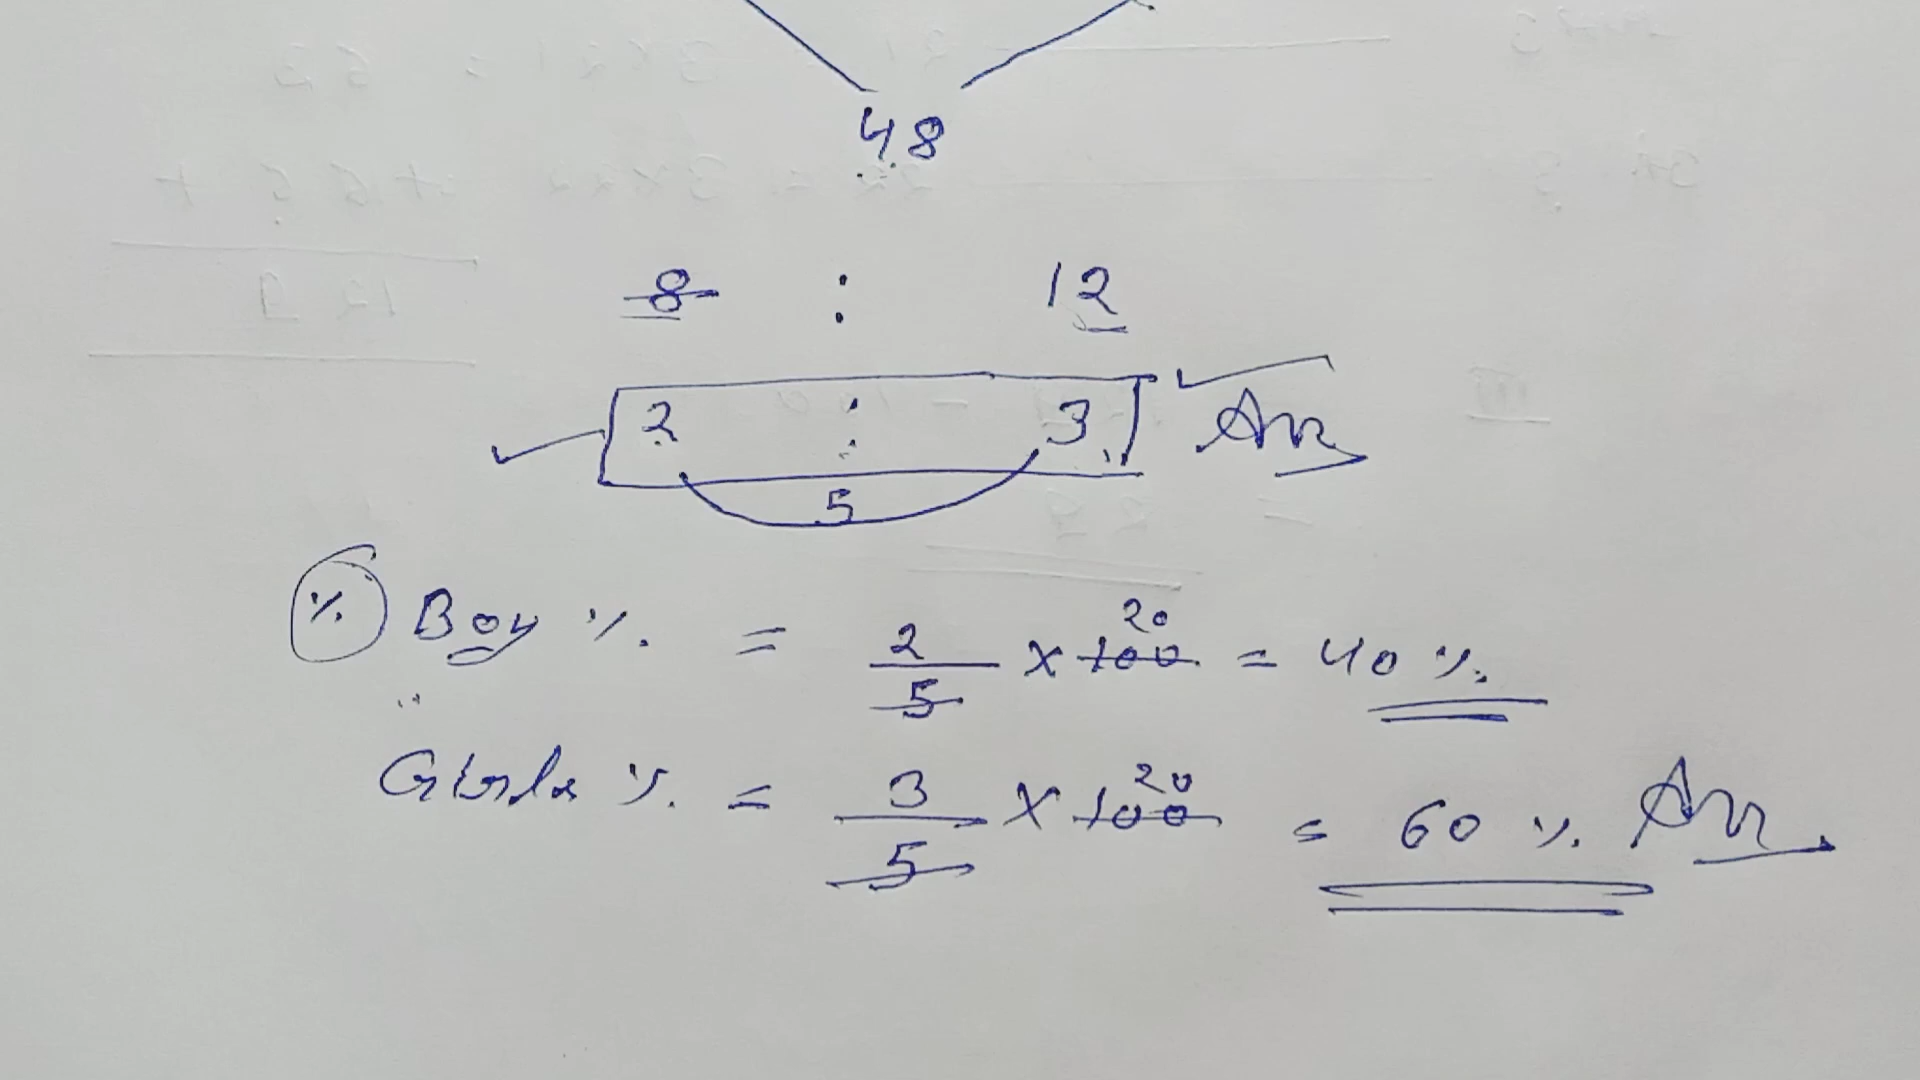 48
8 : 12
2 : 3 Ans
5
% Boy % = 2/5 × 100 20 = 40 %
Girls % = 3/5 × 100 20 = 60 % Ans